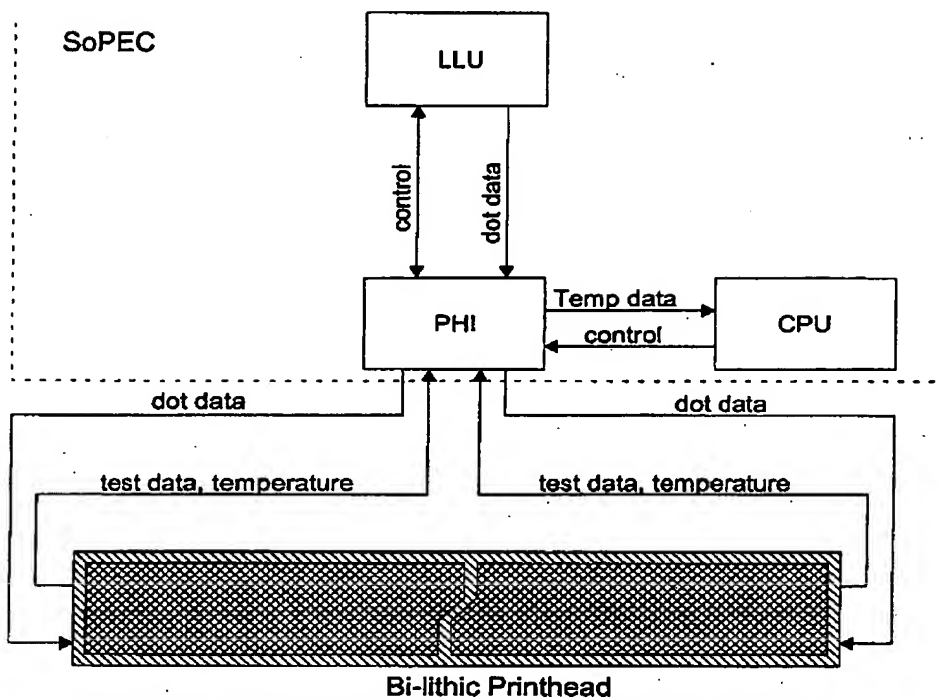 SoPEC
LLU
control
dot data
PHI
Temp data
control
CPU
dot data
dot data
test data, temperature
test data, temperature
Bi-lithic Printhead